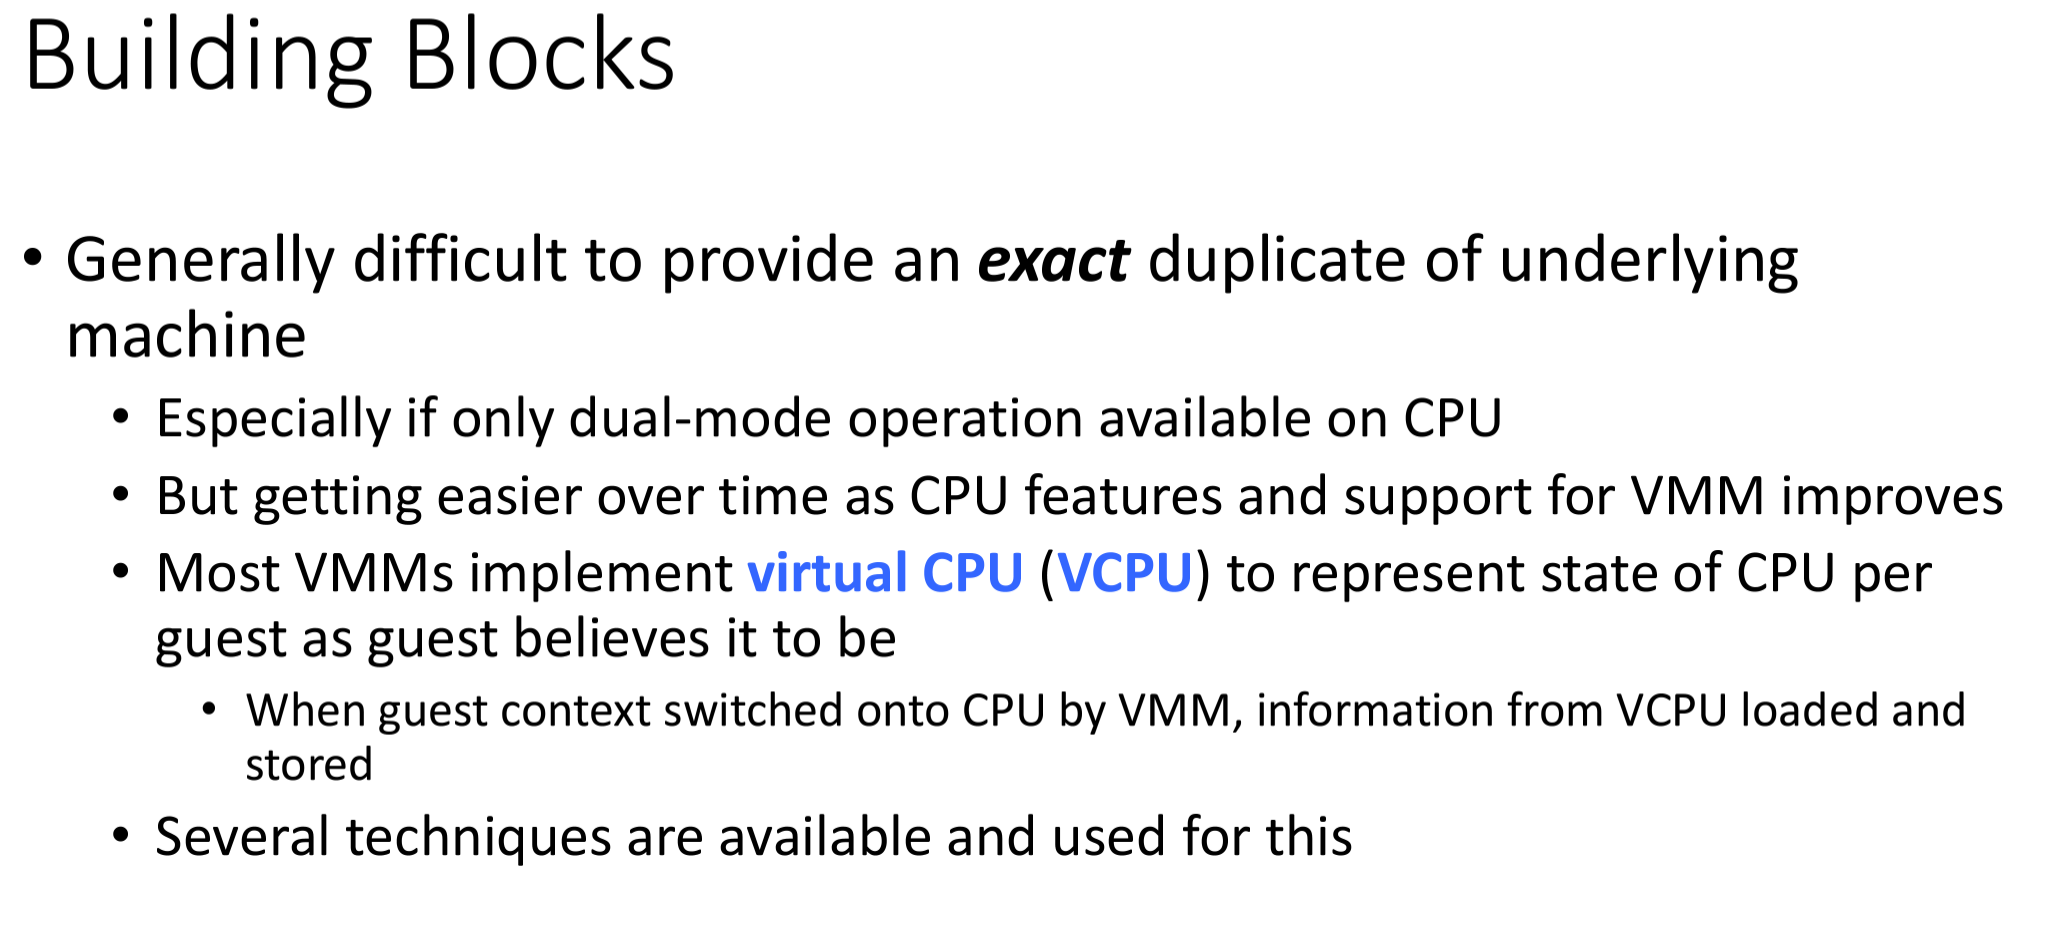 Building Blocks
• Generally difficult to provide an exact duplicate of underlying
machine
• Especially if only dual-mode operation available on CPU
• But getting easier over time as CPU features and support for VMM improves
• Most VMMs implement virtual CPU (VCPU) to represent state of CPU per
guest as guest believes it to be
• When guest context switched onto CPU by VMM, information from VCPU loaded and
stored
• Several techniques are available and used for this